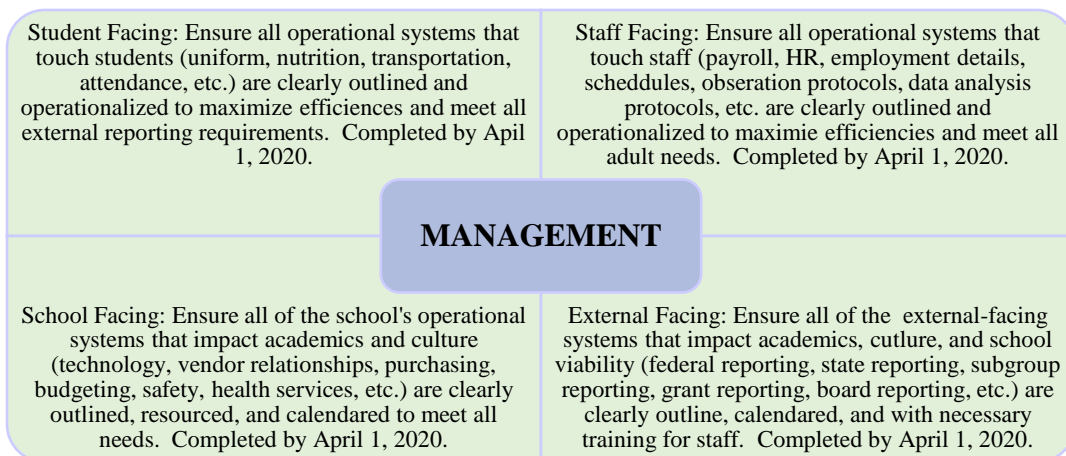 Student Facing: Ensure all operational systems that
touch students (uniform, nutrition, transportation,
attendance, etc.) are clearly outlined and
operationalized to maximize efficiences and meet all
external reporting requirements.  Completed by Apil
1, 2020.
Staff Facing: Ensure all operational systems that
touch staff (payroll, HR, employment details,
scheddules, obseration protocols, data analysis
protocols, etc. are clearly outlined and
operationalized to maximie efficiencies and meet all
adult needs.  Completed by April 1, 2020.
MANAGEMENT
School Facing: Ensure all of the school's operational
systems that impact academics and culture
(technology, vendor relationships, purchasing,
budgeting, safety, health services, etc.) are clearly
outlined, resourced, and calendared to meet all
needs.  Completed by April 1, 2020.
External Facing: Ensure all of the  external-facing
systems that impact academics, cutlure, and school
viability (federal reporting, state reporting, subgroup
reporting, grant reporting, board reporting, etc.) are
clearly outline, calendared, and with necessary
training for staff.  Completed by April 1, 2020.